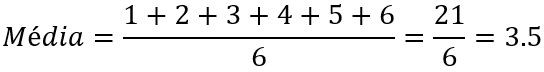 Média = (1 + 2 + 3 + 4 + 5 + 6)/6 = 21/6 = 3.5